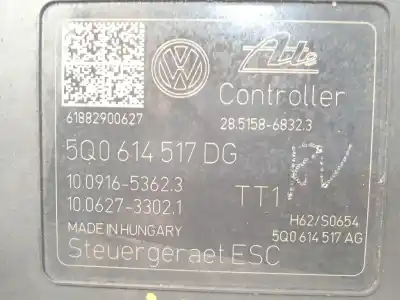 Ate
Controller
61882900627
28.5158-6832.3
5Q0 614 517 DG
10.0916-5362.3
TT1
10.0627-3302.1
MADE IN HUNGARY
H62/S0654
Steuergeraet ESC
5Q0 614 517 AG